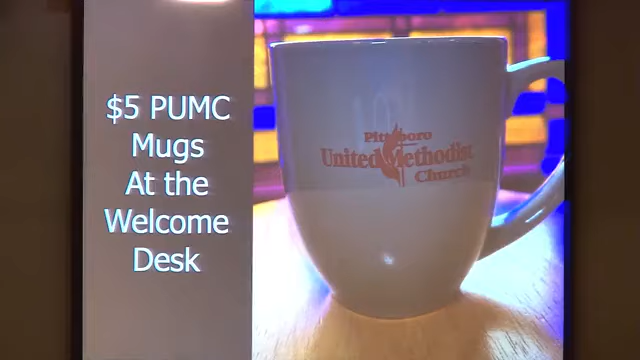 $5 PUMC
Mugs
At the
Welcome
Desk
Pittsboro
United Methodist
Church